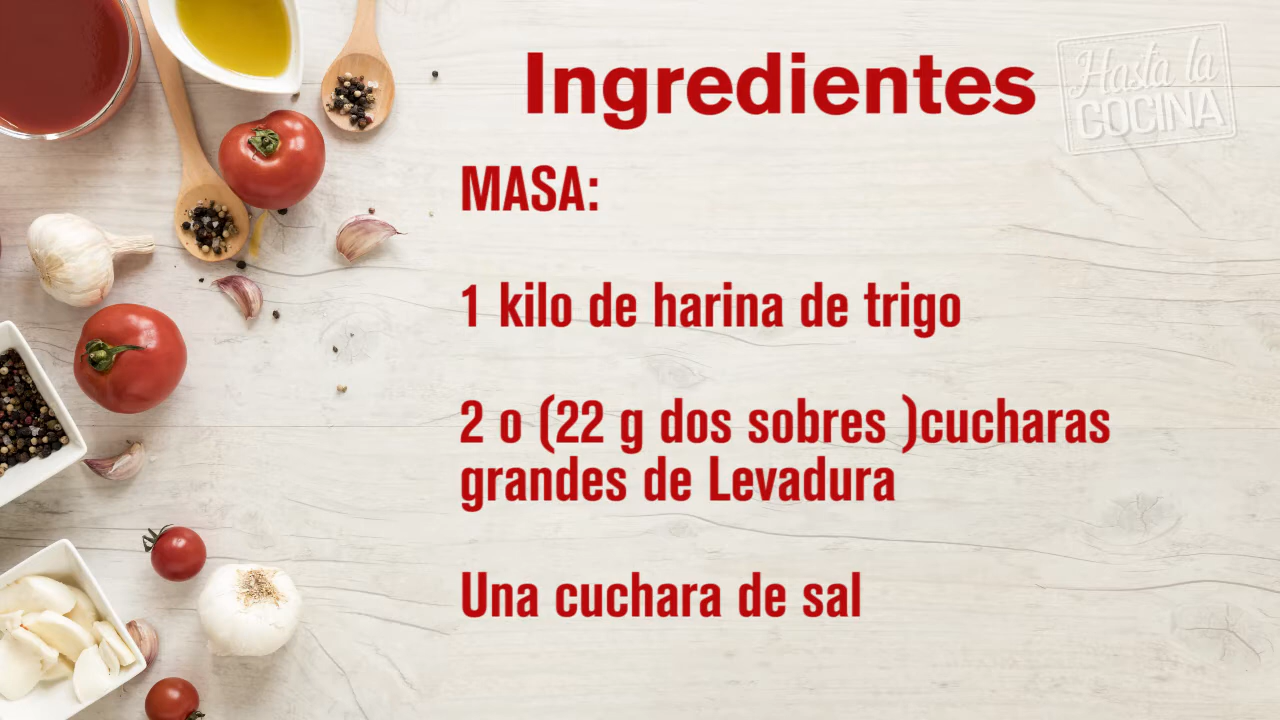 Ingredientes
Hasta la
COCINA
MASA:
1 kilo de harina de trigo
2 o (22 g dos sobres )cucharas
grandes de Levadura
Una cuchara de sal